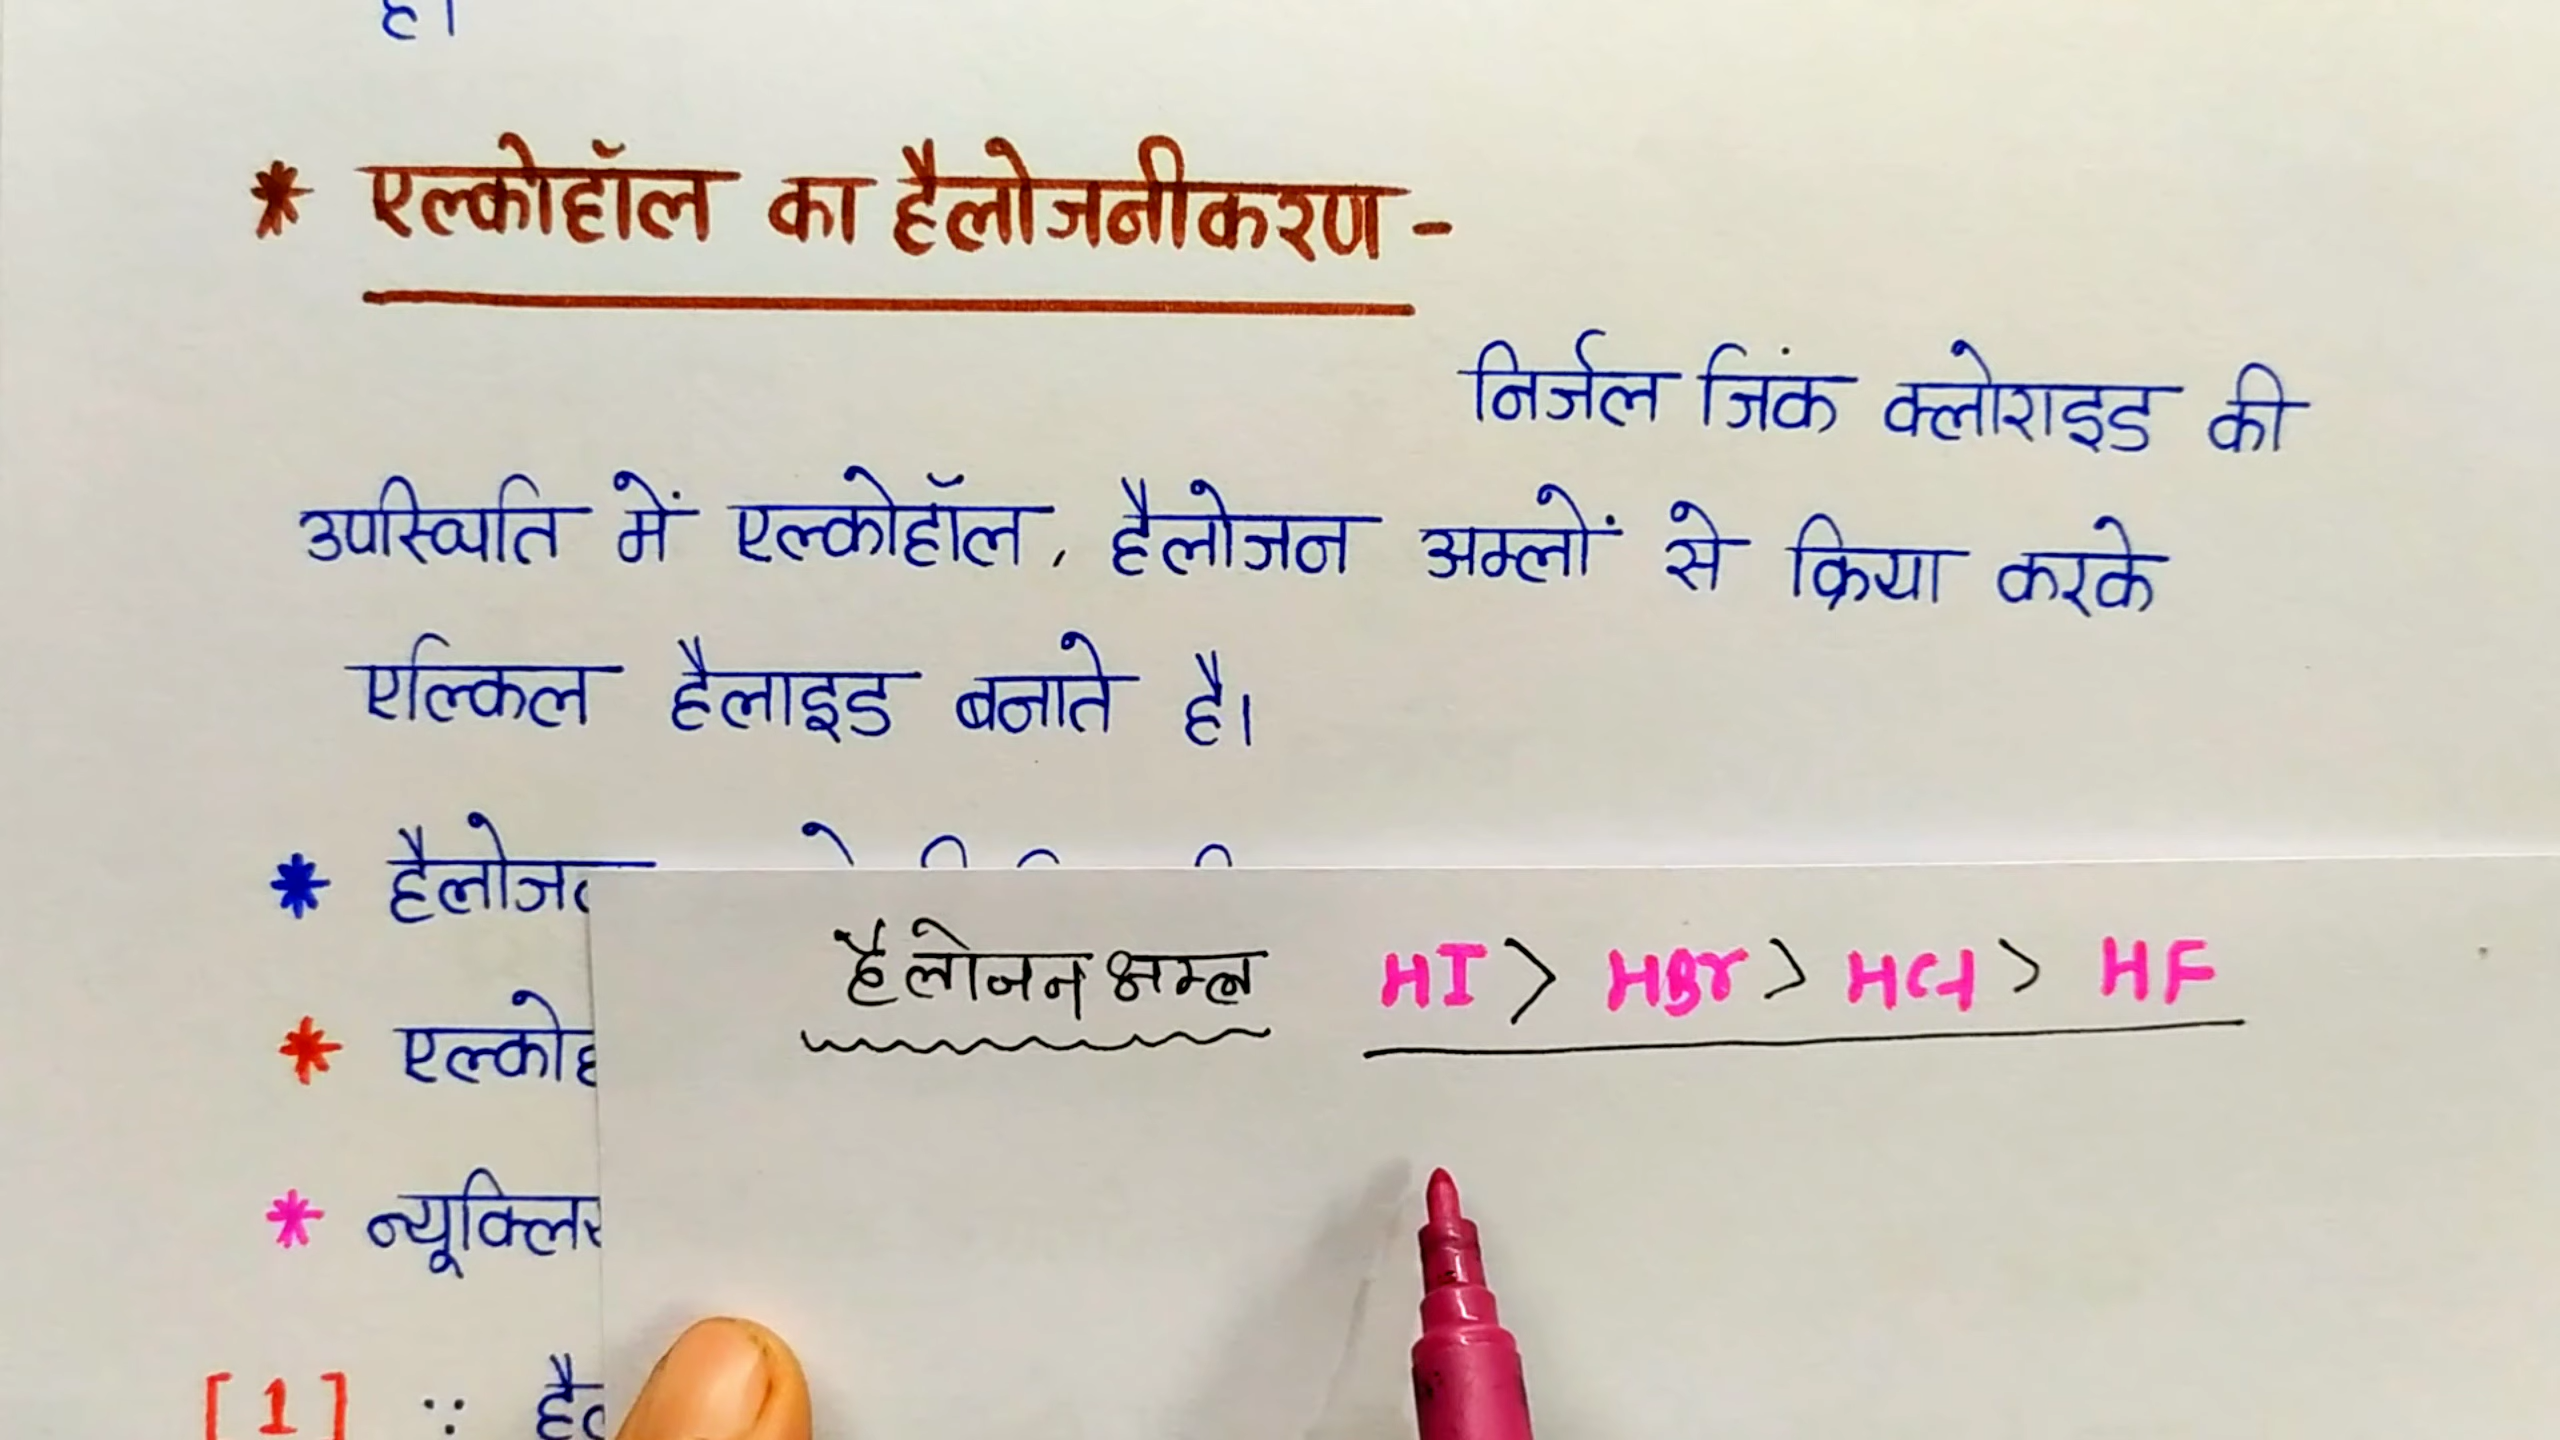 है।
* एल्कोहॉल का हैलोजनीकरण -
निर्जल जिंक क्लोराइड की
उपस्थिति में एल्कोहॉल, हैलोजन अम्लों से क्रिया करके
एल्किल हैलाइड बनाते है।
*
हैलोजन अम्ल HI > HBr > HCl > HF
*
*
[1] ∵